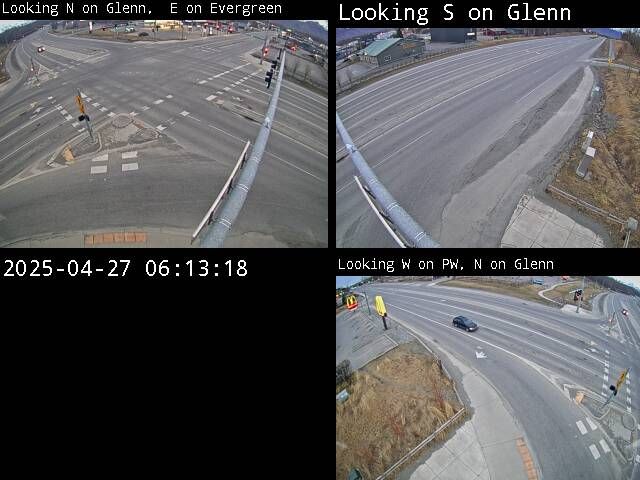 Looking N on Glenn,  E on Evergreen
Looking S on Glenn
2025-04-27 06:13:18
Looking W on PW, N on Glenn